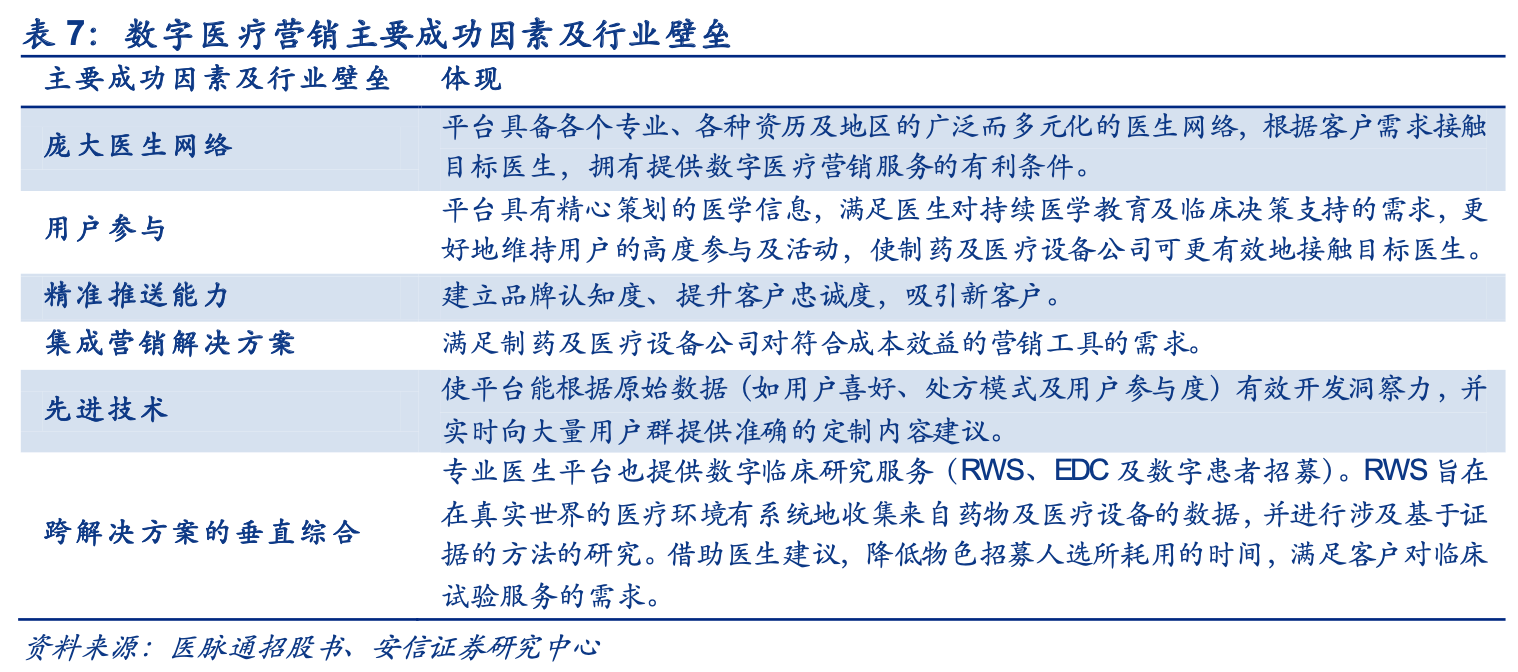 表 7：数字医疗营销主要成功因素及行业壁垒
主要成功因素及行业壁垒 体现
庞大医生网络
平台具备各个专业、各种资历及地区的广泛而多元化的医生网络，根据客户需求接触
目标医生，拥有提供数字医疗营销服务的有利条件。
用户参与
平台具有精心策划的医学信息，满足医生对持续医学教育及临床决策支持的需求，更
好地维持用户的高度参与及活动，使制药及医疗设备公司可更有效地接触目标医生。
精准推送能力 建立品牌认知度、提升客户忠诚度，吸引新客户。
集成营销解决方案 满足制药及医疗设备公司对符合成本效益的营销工具的需求。
先进技术
使平台能根据原始数据（如用户喜好、处方模式及用户参与度）有效开发洞察力，并
实时向大量用户群提供准确的定制内容建议。
跨解决方案的垂直综合
专业医生平台也提供数字临床研究服务（RWS、EDC 及数字患者招募）。RWS 旨在
在真实世界的医疗环境有系统地收集来自药物及医疗设备的数据，并进行涉及基于证
据的方法的研究。借助医生建议，降低物色招募人选所耗用的时间，满足客户对临床
试验服务的需求。
资料来源：医脉通招股书、安信证券研究中心